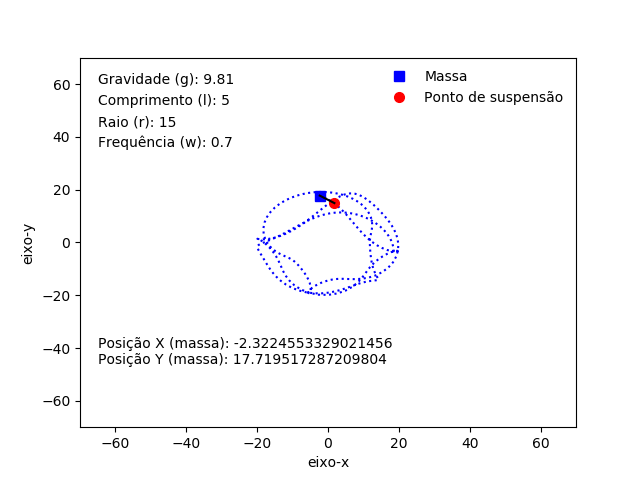 Gravidade (g): 9.81
Comprimento (l): 5
Raio (r): 15
Frequência (w): 0.7
Massa
Ponto de suspensão
60
40
20
0
−20
−40
−60
eixo-y
Posição X (massa): -2.3224553329021456
Posição Y (massa): 17.719517287209804
−60
−40
−20
0
20
40
60
eixo-x